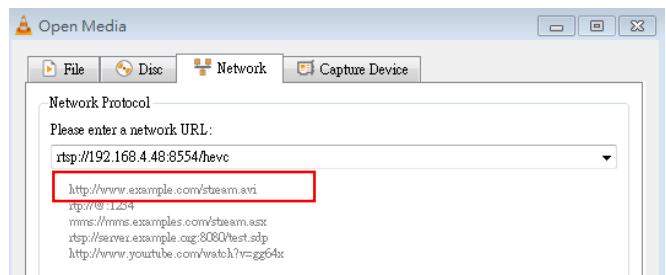 Open Media
File Disc Network Capture Device
Network Protocol
Please enter a network URL:
rtsp://192.168.4.48:8554/hevc
http://www.example.com/stream.avi
rtp://@:1234
mms://mms.examples.com/stream.asx
rtsp://server.example.org:8080/test.sdp
http://www.yourtube.com/watch?v=gg64x